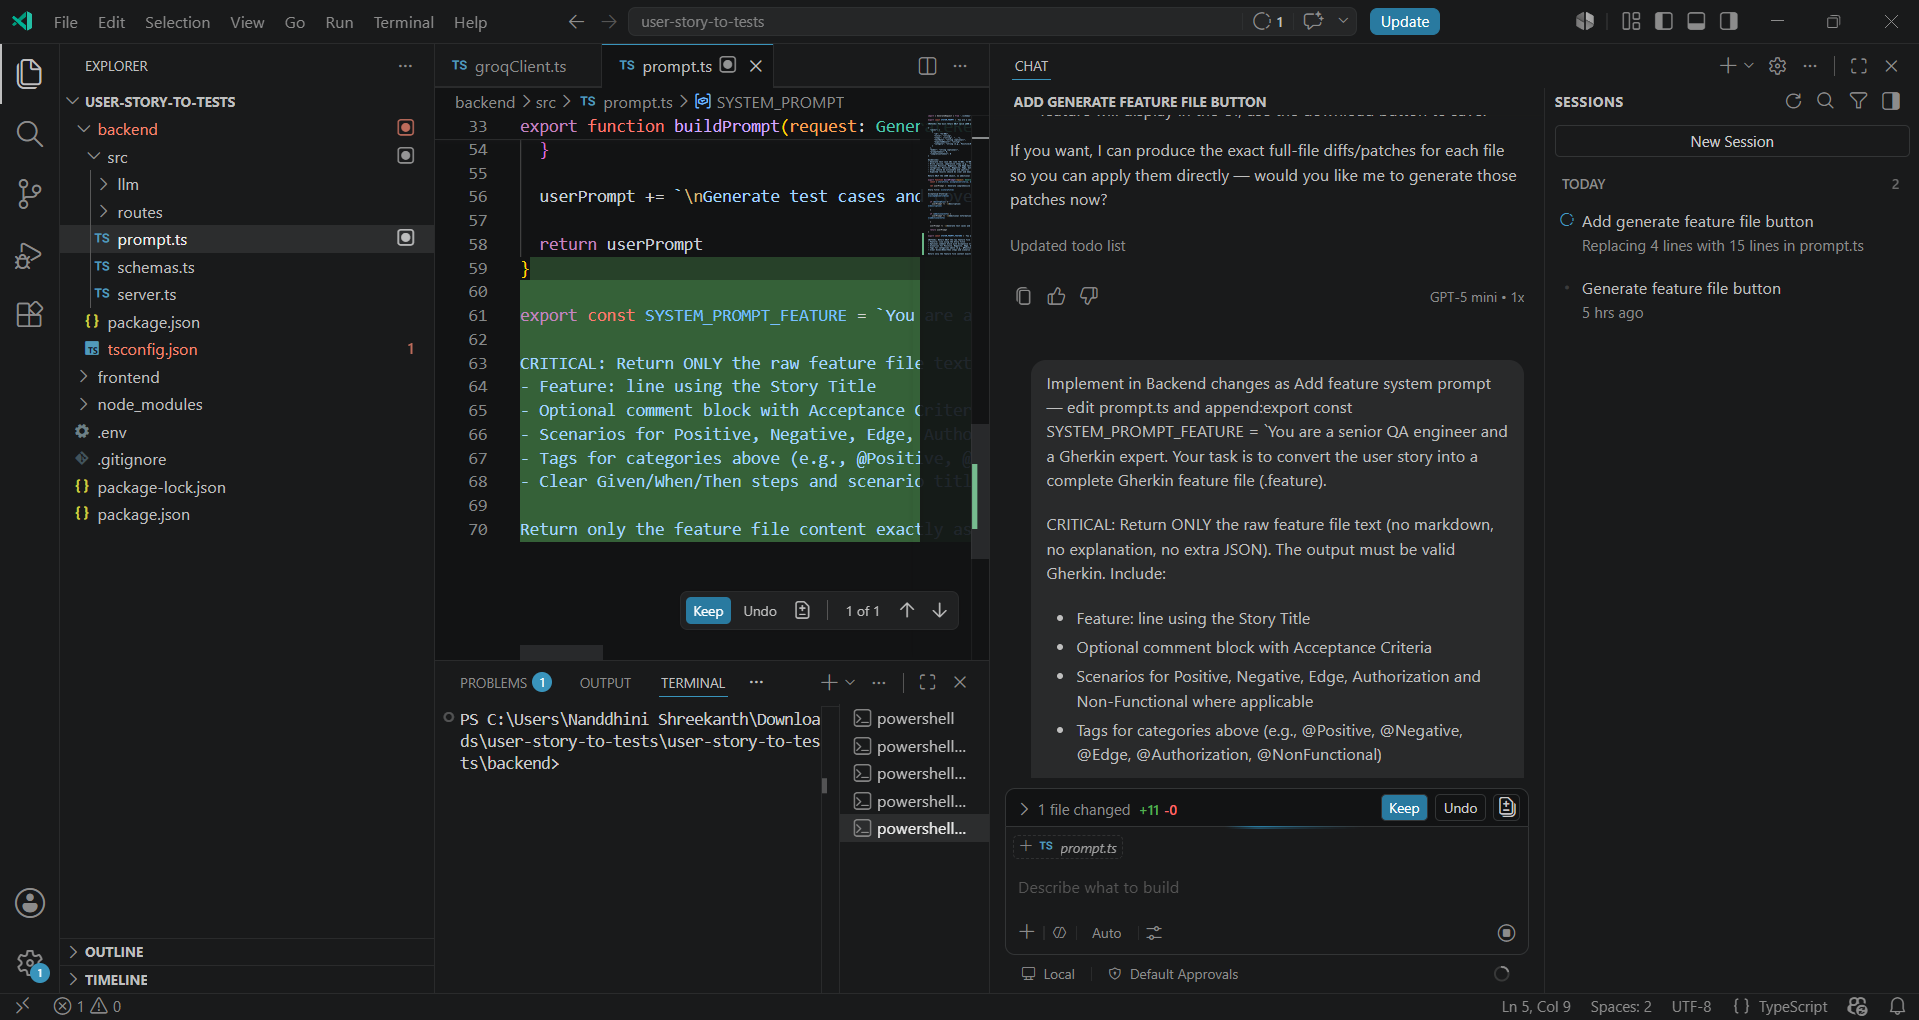 File Edit Selection View Go Run Terminal Help
user-story-to-tests
1
Update
EXPLORER
USER-STORY-TO-TESTS
backend
src
llm
routes
TS prompt.ts
TS schemas.ts
TS server.ts
{} package.json
TS tsconfig.json 1
frontend
node_modules
.env
.gitignore
{} package-lock.json
{} package.json
OUTLINE
TIMELINE
TS groqClient.ts
TS prompt.ts
backend > src > TS prompt.ts > SYSTEM_PROMPT
33 export function buildPrompt(request: Gener
54 }
55
56 userPrompt += `\nGenerate test cases and
57
58 return userPrompt
59 }
60
61 export const SYSTEM_PROMPT_FEATURE = `You are a
62
63 CRITICAL: Return ONLY the raw feature file text
64 - Feature: line using the Story Title
65 - Optional comment block with Acceptance Criter
66 - Scenarios for Positive, Negative, Edge, Autho
67 - Tags for categories above (e.g., @Positive, @
68 - Clear Given/When/Then steps and scenario titl
69
70 Return only the feature file content exactly as
Keep Undo 1 of 1
PROBLEMS 1 OUTPUT TERMINAL
PS C:\Users\Nanddhini Shreekanth\Downloa
ds\user-story-to-tests\user-story-to-tes
ts\backend>
powershell
powershell...
powershell...
powershell...
powershell...
CHAT
ADD GENERATE FEATURE FILE BUTTON
If you want, I can produce the exact full-file diffs/patches for each file
so you can apply them directly — would you like me to generate those
patches now?
Updated todo list
GPT-5 mini • 1x
Implement in Backend changes as Add feature system prompt
— edit prompt.ts and append:export const
SYSTEM_PROMPT_FEATURE = `You are a senior QA engineer and
a Gherkin expert. Your task is to convert the user story into a
complete Gherkin feature file (.feature).
CRITICAL: Return ONLY the raw feature file text (no markdown,
no explanation, no extra JSON). The output must be valid
Gherkin. Include:
• Feature: line using the Story Title
• Optional comment block with Acceptance Criteria
• Scenarios for Positive, Negative, Edge, Authorization and
Non-Functional where applicable
• Tags for categories above (e.g., @Positive, @Negative,
@Edge, @Authorization, @NonFunctional)
1 file changed +11 -0
Keep Undo
TS prompt.ts
Describe what to build
Auto
Local Default Approvals
SESSIONS
New Session
TODAY 2
Add generate feature file button
Replacing 4 lines with 15 lines in prompt.ts
Generate feature file button
5 hrs ago
1
1 0
Ln 5, Col 9 Spaces: 2 UTF-8 {} TypeScript